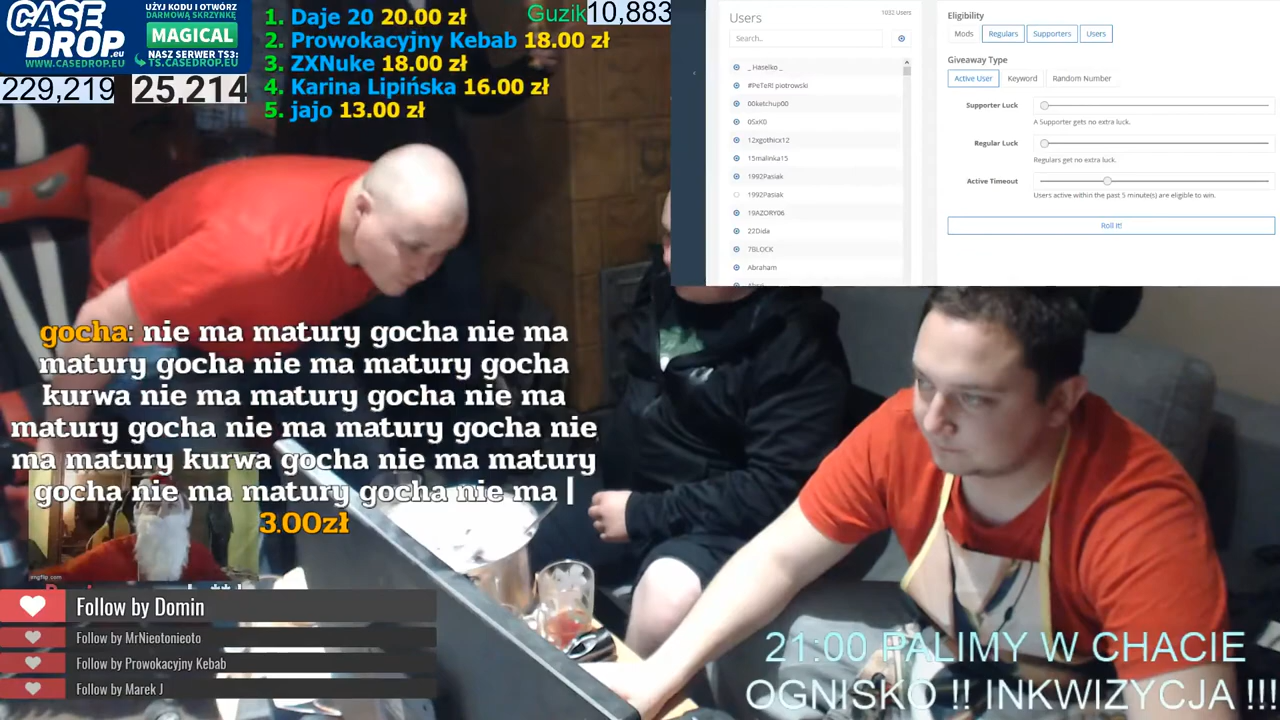 CASE
DROP.eu
WWW.CASEDROP.EU
UŻYJ KODU I OTWÓRZ
DARMOWĄ SKRZYNKĘ
MAGICAL
NASZ SERWER TS3:
TS.CASEDROP.EU
229,219
25,214
1. Daje 20 20.00 zł
2. Prowokacyjny Kebab 18.00 zł
3. ZXNuke 18.00 zł
4. Karina Lipińska 16.00 zł
5. jajo 13.00 zł
Guzik
10,883
Users
1032 Users
Search..
_ Haselko _
#PeTeR! piotrowski
00ketchup00
0SxK0
12xgothicx12
15malinka15
1992Pasiak
1992Pasiak
19AZORY06
22Dida
7BLOCK
Abraham
Eligibility
Mods
Regulars
Supporters
Users
Giveaway Type
Active User
Keyword
Random Number
Supporter Luck
A Supporter gets no extra luck.
Regular Luck
Regulars get no extra luck.
Active Timeout
Users active within the past 5 minute(s) are eligible to win.
Roll it!
gocha: nie ma matury gocha nie ma
matury gocha nie ma matury gocha
kurwa nie ma matury gocha nie ma
matury gocha nie ma matury gocha nie
ma matury kurwa gocha nie ma matury
gocha nie ma matury gocha nie ma |
3.00zł
imgflip.com
Follow by Domin
Follow by MrNieotonieoto
Follow by Prowokacyjny Kebab
Follow by Marek J
21:00 PALIMY W CHACIE
OGNISKO !! INKWIZYCJA !!!